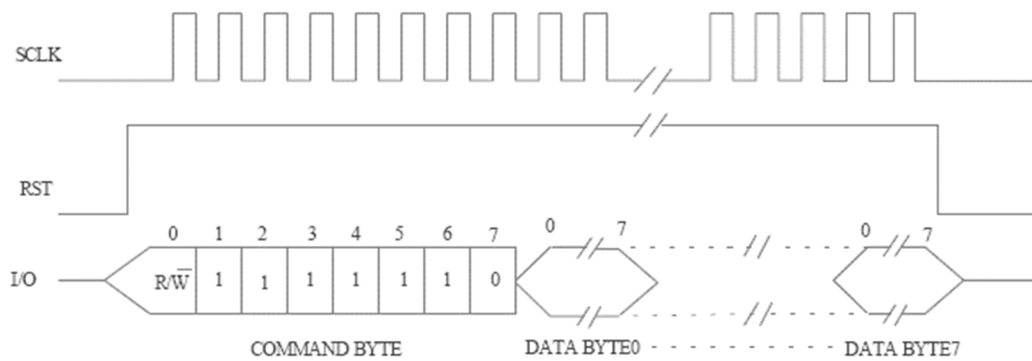 SCLK
RST
0 1 2 3 4 5 6 7 0 7 0 7
I/O R/W̅ 1 1 1 1 1 1 0
COMMAND BYTE DATA BYTE0 DATA BYTE7